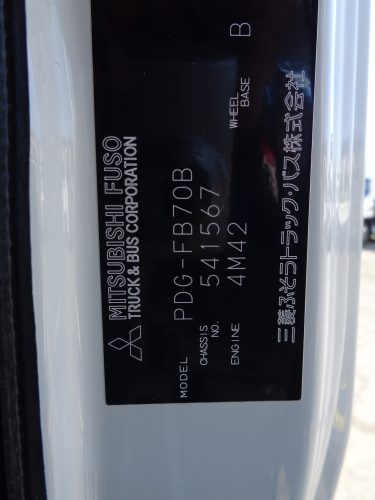 MITSUBISHI FUSO
TRUCK & BUS CORPORATION
MODEL PDG-FB70B
CHASSIS NO. 541567
ENGINE 4M42 WHEEL BASE B
三菱ふそうトラック・バス株式会社